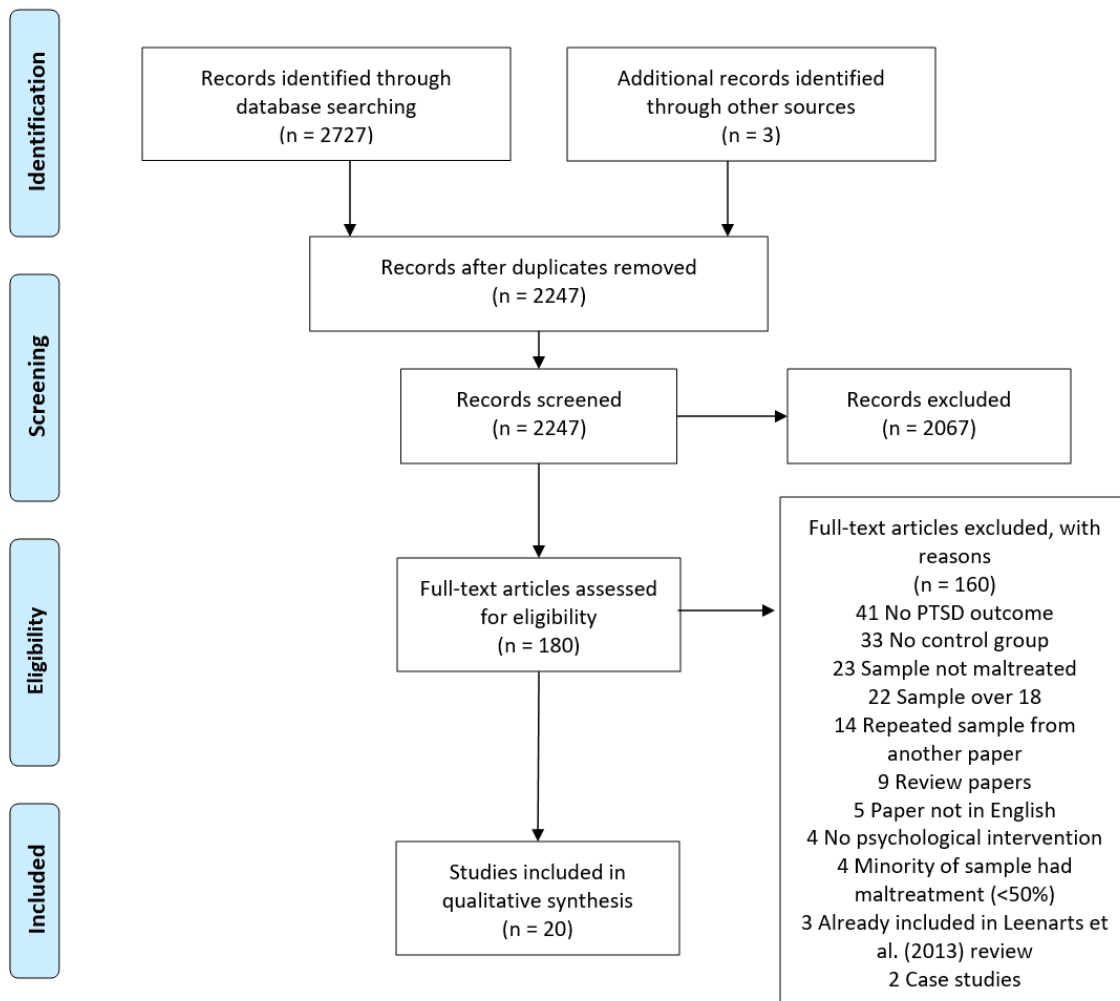 Identification
Records identified through
database searching
(n = 2727)
Additional records identified
through other sources
(n = 3)
Records after duplicates removed
(n = 2247)
Screening
Records screened
(n = 2247)
Records excluded
(n = 2067)
Eligibility
Full-text articles assessed
for eligibility
(n = 180)
Full-text articles excluded, with
reasons
(n = 160)
41 No PTSD outcome
33 No control group
23 Sample not maltreated
22 Sample over 18
14 Repeated sample from
another paper
9 Review papers
5 Paper not in English
4 No psychological intervention
4 Minority of sample had
maltreatment (<50%)
3 Already included in Leenarts et
al. (2013) review
2 Case studies
Included
Studies included in
qualitative synthesis
(n = 20)